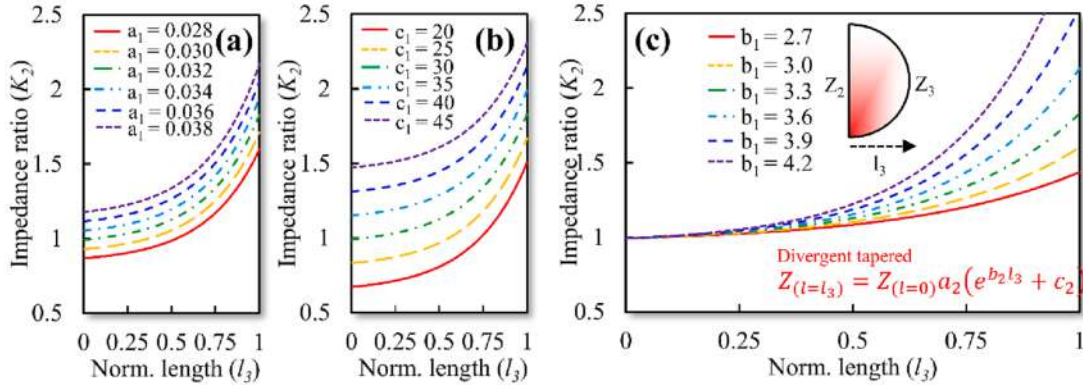 2.5
2
1.5
1
0.5
Impedance ratio (K₂)
(a)
a₁ = 0.028
a₁ = 0.030
a₁ = 0.032
a₁ = 0.034
a₁ = 0.036
a₁ = 0.038
0 0.25 0.5 0.75 1
Norm. length (l₃)
2.5
2
1.5
1
0.5
Impedance ratio (K₂)
(b)
c₁ = 20
c₁ = 25
c₁ = 30
c₁ = 35
c₁ = 40
c₁ = 45
0 0.25 0.5 0.75 1
Norm. length (l₃)
2.5
2
1.5
1
0.5
Impedance ratio (K₂)
(c)
b₁ = 2.7
b₁ = 3.0
b₁ = 3.3
b₁ = 3.6
b₁ = 3.9
b₁ = 4.2
Z₂ Z₃
l₃
Divergent tapered
Z₍l=l₃₎ = Z₍l=0₎a₂(e^{b₂l₃} + c₂)
0 0.25 0.5 0.75 1
Norm. length (l₃)